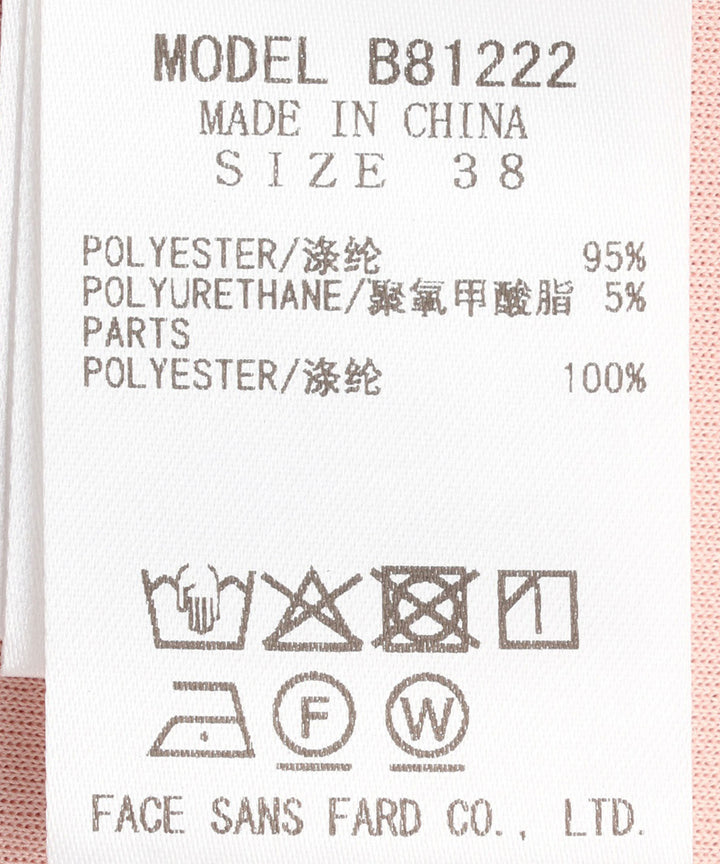 MODEL B81222
MADE IN CHINA
SIZE 38
POLYESTER/涤纶 95%
POLYURETHANE/聚氧甲酸脂 5%
PARTS
POLYESTER/涤纶 100%
F W
FACE SANS FARD CO., LTD.